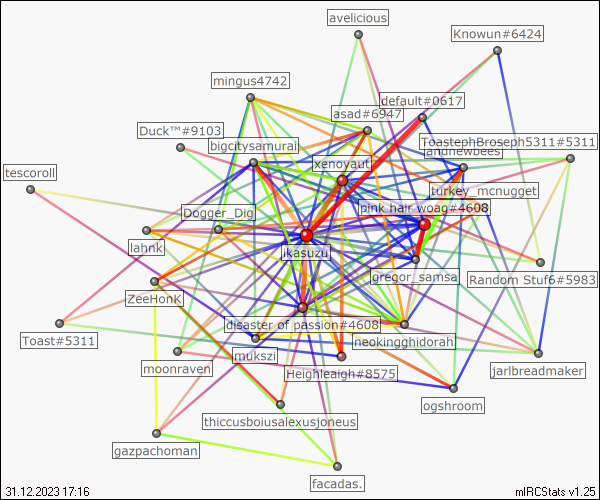 avelicious
Knowun#6424
mingus4742
default#0617
asad#6947
Duck™#9103
ToastephBroseph5311#5311
bigcitysamurai
andnewbees
xenoyaut
tescoroll
turkey_mcnugget
pink hair woag#4608
Dogger_Dig
lahnk
jkasuzu
gregor_samsa
Random Stuf6#5983
ZeeHonK
disaster of passion#4608
neokingghidorah
Toast#5311
mukszi
moonraven
Heighleaigh#8575
jarlbreadmaker
ogshroom
thiccusboiusalexusjoneus
gazpachoman
facadas.
31.12.2023 17:16
mIRCStats v1.25